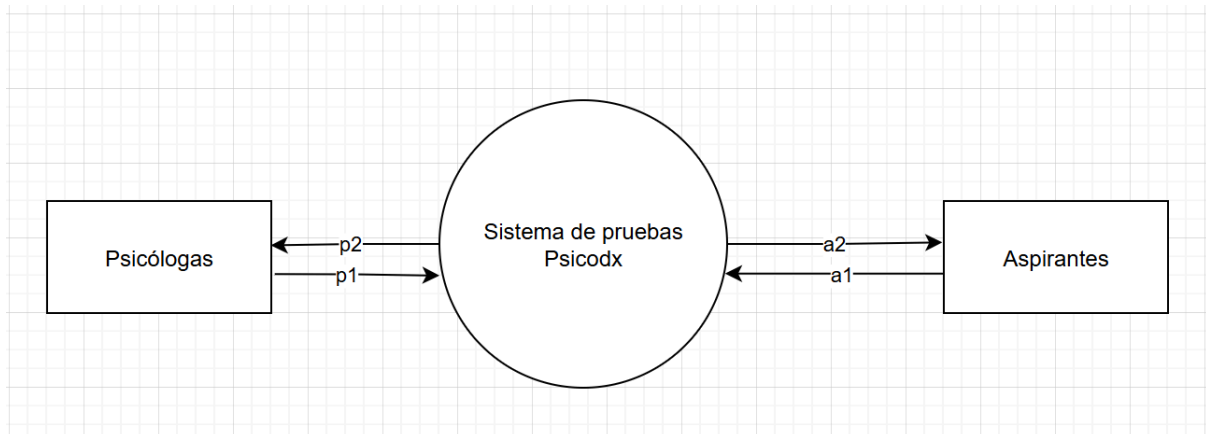 Psicólogas
p2
p1
Sistema de pruebas
Psicodx
a2
a1
Aspirantes